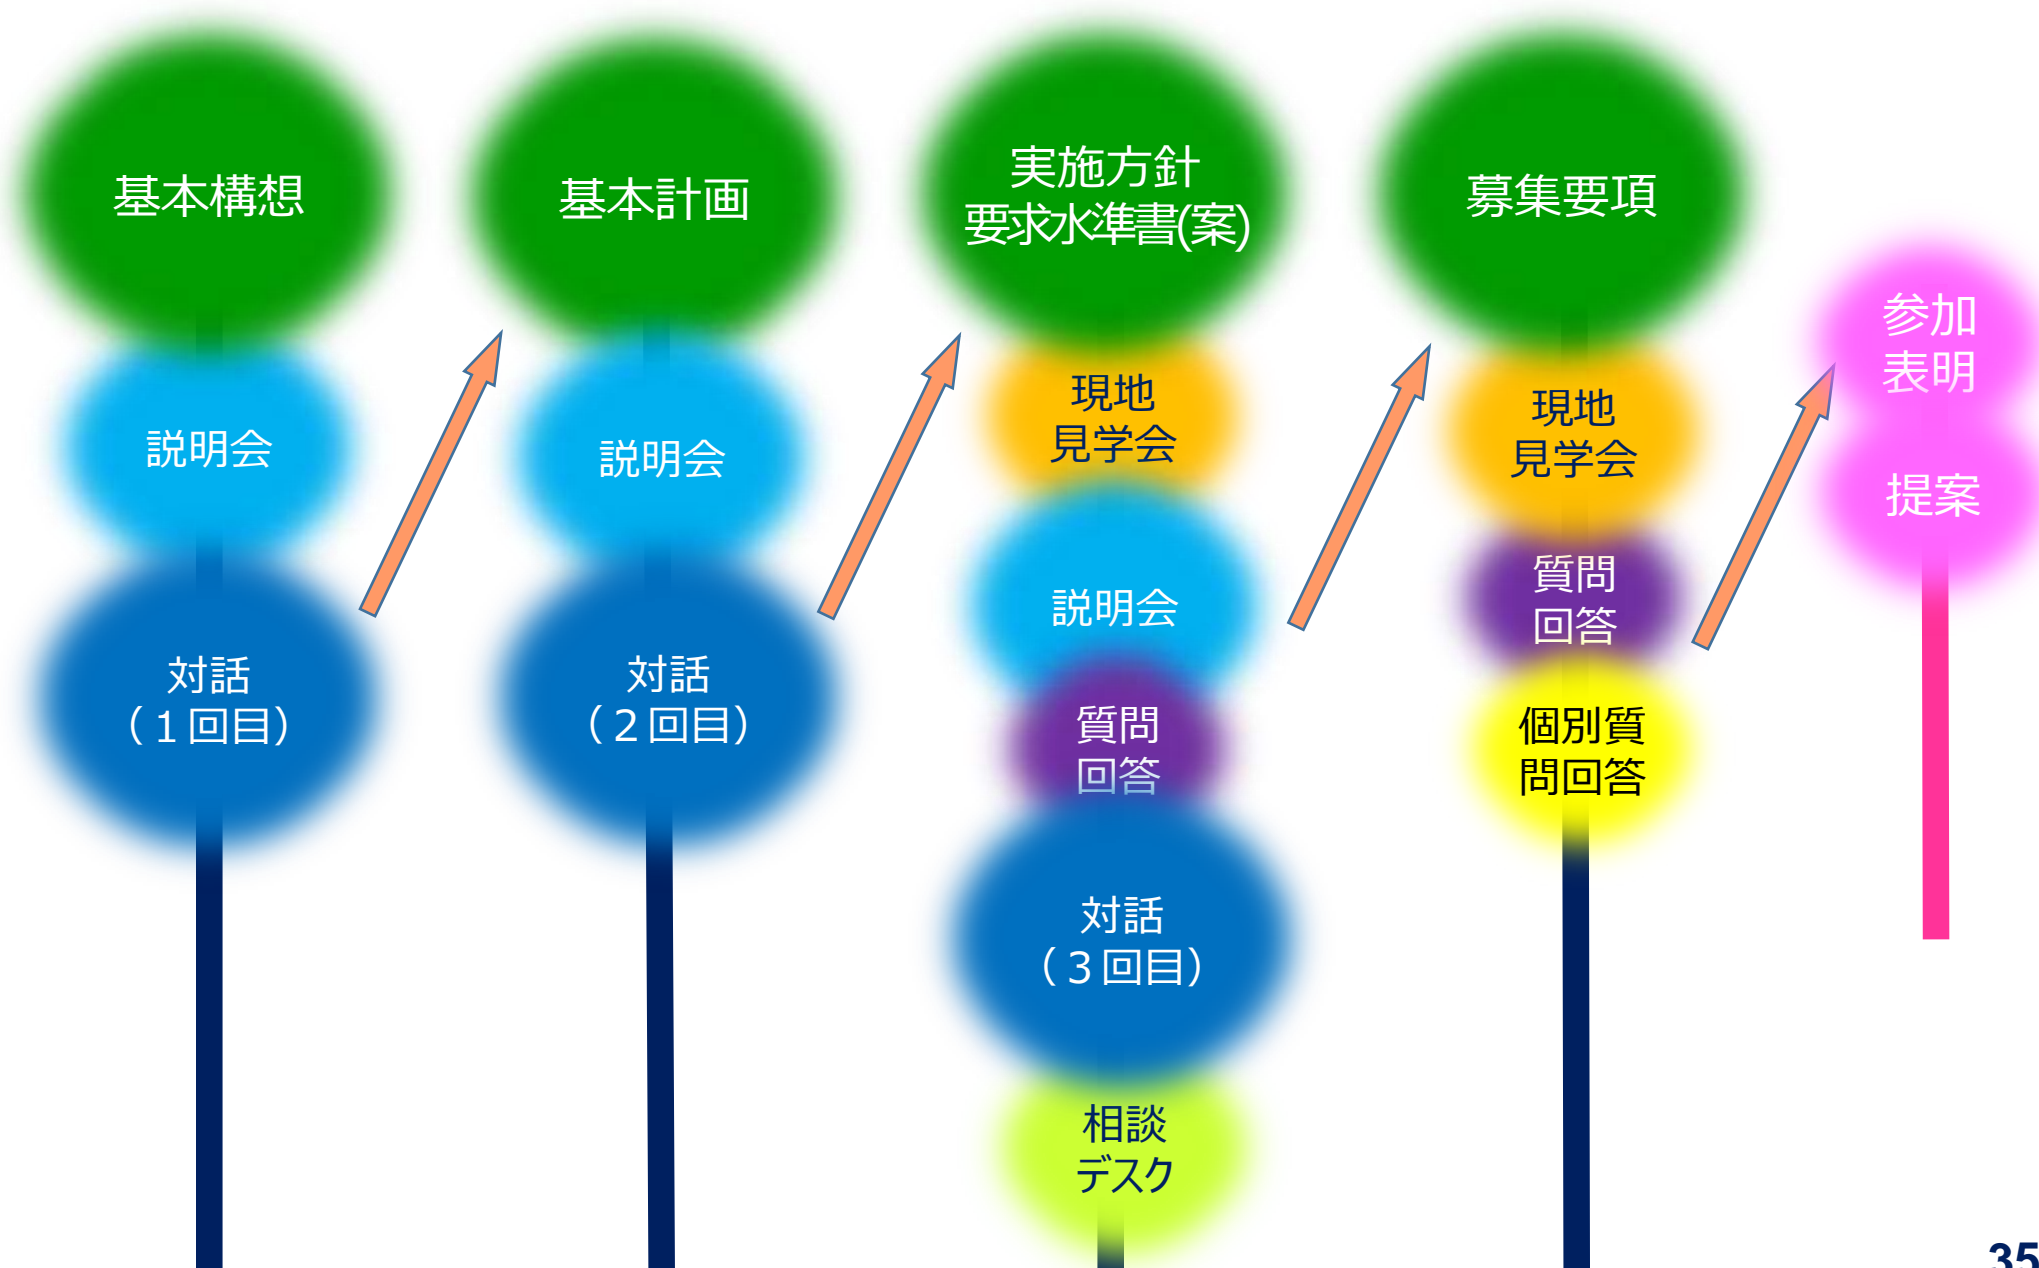 基本構想
説明会
対話
（１回目）
基本計画
説明会
対話
（２回目）
実施方針
要求水準書(案)
現地
見学会
説明会
質問
回答
対話
（３回目）
相談
デスク
募集要項
現地
見学会
質問
回答
個別質
問回答
参加
表明
提案
35